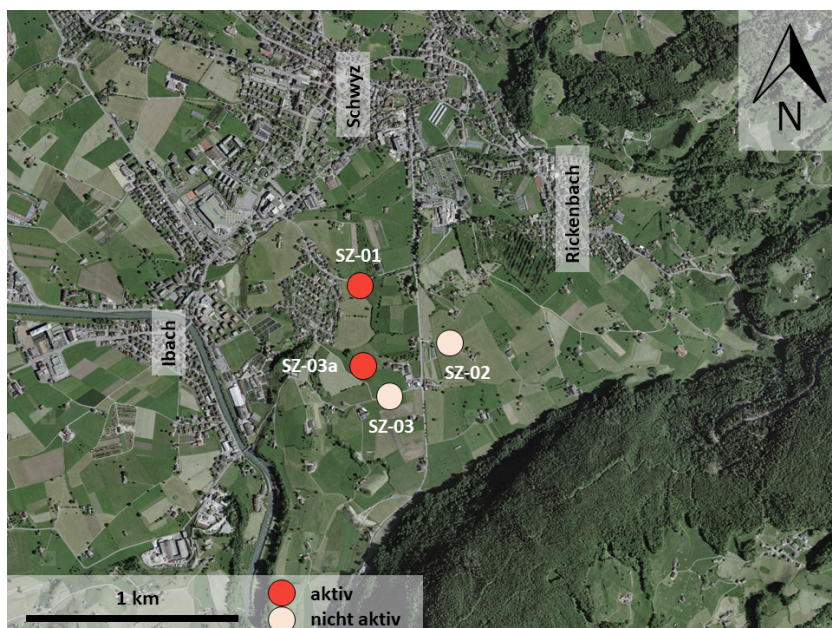 Schwyz
N
Rickenbach
SZ-01
Ibach
SZ-02
SZ-03a
SZ-03
1 km
aktiv
nicht aktiv